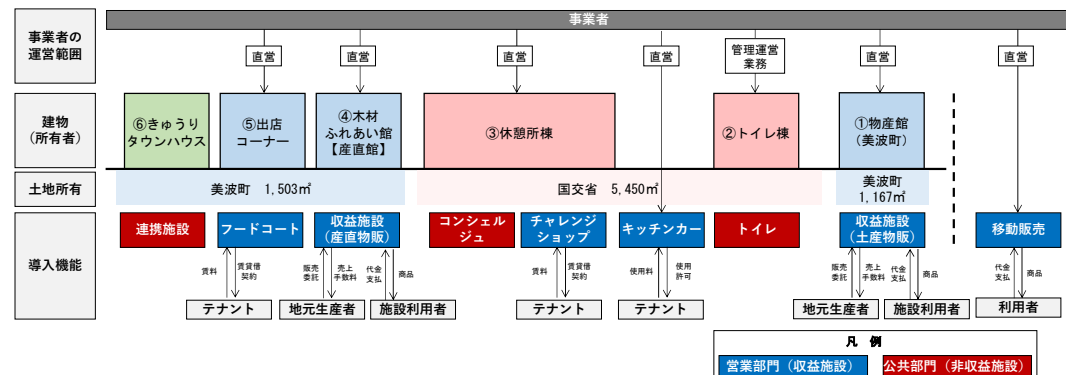 事業者の
運営範囲
事業者
直営
直営
直営
直営
管理運営
業務
直営
直営
建物
(所有者)
⑥きゅうり
タウンハウス
⑤出店
コーナー
④木材
ふれあい館
【産直館】
③休憩所棟
②トイレ棟
①物産館
(美波町)
土地所有
美波町 1,503㎡
国交省 5,450㎡
美波町
1,167㎡
導入機能
連携施設
フードコート
収益施設
(産直物販)
コンシェル
ジュ
チャレンジ
ショップ
キッチンカー
トイレ
収益施設
(土産物販)
移動販売
賃料
賃貸借
契約
販売
委託
売上
手数料
代金
支払
商品
賃料
賃貸借
契約
使用料
使用
許可
販売
委託
売上
手数料
代金
支払
商品
代金
支払
商品
テナント
地元生産者
施設利用者
テナント
テナント
地元生産者
施設利用者
利用者
凡 例
営業部門(収益施設)
公共部門(非収益施設)